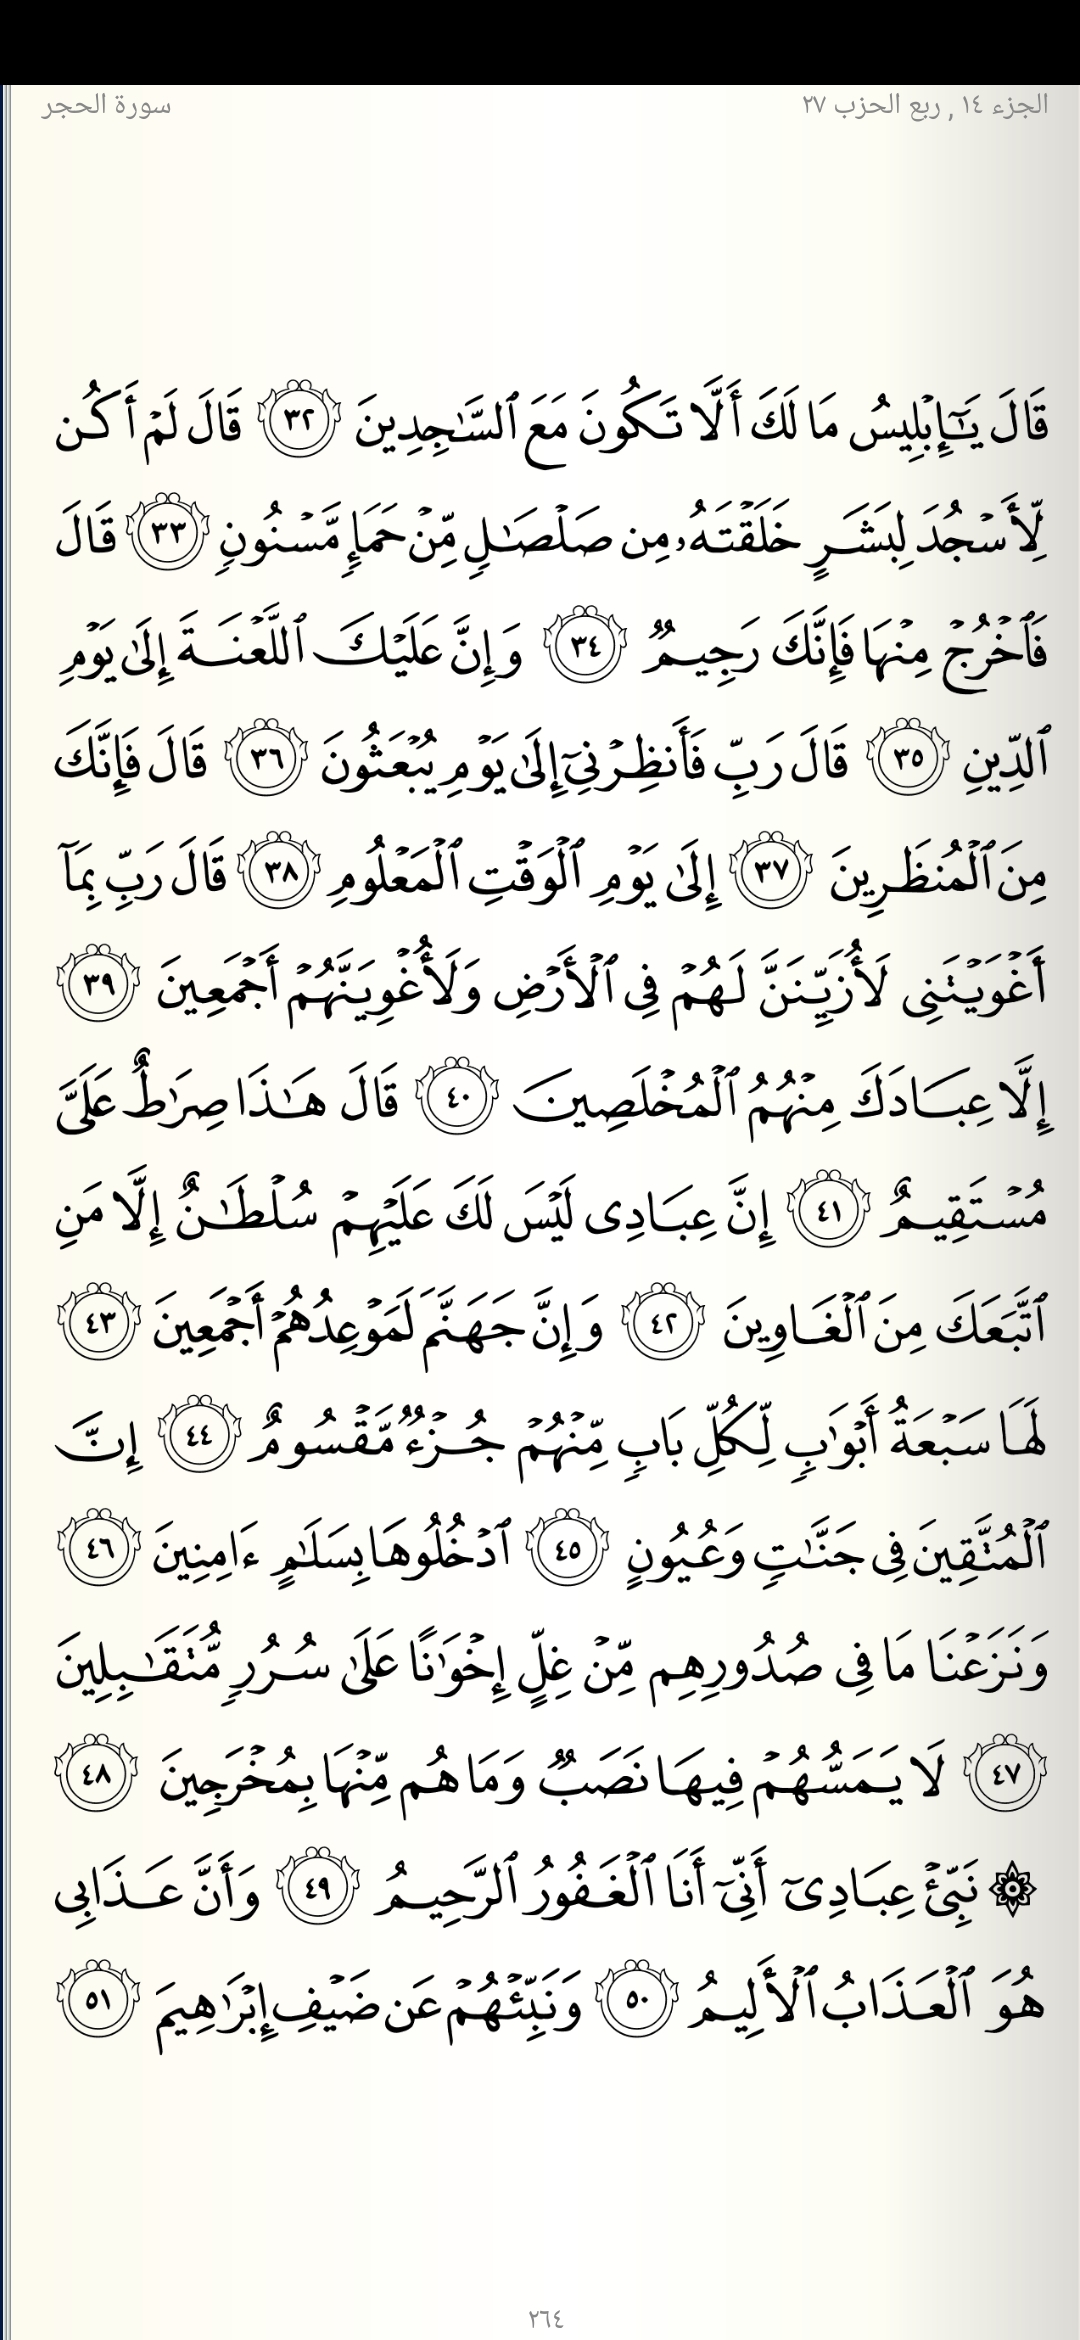 الجزء ١٤ , ربع الحزب ٢٧
سورة الحجر
قَالَ يَـٰٓإِبْلِيسُ مَا لَكَ أَلَّا تَكُونَ مَعَ ٱلسَّـٰجِدِينَ ٣٢ قَالَ لَمْ أَكُن
لِّأَسْجُدَ لِبَشَرٍ خَلَقْتَهُۥ مِن صَلْصَـٰلٍ مِّنْ حَمَإٍ مَّسْنُونٍ ٣٣ قَالَ
فَٱخْرُجْ مِنْهَا فَإِنَّكَ رَجِيمٌ ٣٤ وَإِنَّ عَلَيْكَ ٱللَّعْنَةَ إِلَىٰ يَوْمِ
ٱلدِّينِ ٣٥ قَالَ رَبِّ فَأَنظِرْنِىٓ إِلَىٰ يَوْمِ يُبْعَثُونَ ٣٦ قَالَ فَإِنَّكَ
مِنَ ٱلْمُنظَرِينَ ٣٧ إِلَىٰ يَوْمِ ٱلْوَقْتِ ٱلْمَعْلُومِ ٣٨ قَالَ رَبِّ بِمَآ
أَغْوَيْتَنِى لَأُزَيِّنَنَّ لَهُمْ فِى ٱلْأَرْضِ وَلَأُغْوِيَنَّهُمْ أَجْمَعِينَ ٣٩
إِلَّا عِبَادَكَ مِنْهُمُ ٱلْمُخْلَصِينَ ٤٠ قَالَ هَـٰذَا صِرَٰطٌ عَلَىَّ
مُسْتَقِيمٌ ٤١ إِنَّ عِبَادِى لَيْسَ لَكَ عَلَيْهِمْ سُلْطَـٰنٌ إِلَّا مَنِ
ٱتَّبَعَكَ مِنَ ٱلْغَاوِينَ ٤٢ وَإِنَّ جَهَنَّمَ لَمَوْعِدُهُمْ أَجْمَعِينَ ٤٣
لَهَا سَبْعَةُ أَبْوَٰبٍ لِّكُلِّ بَابٍ مِّنْهُمْ جُزْءٌ مَّقْسُومٌ ٤٤ إِنَّ
ٱلْمُتَّقِينَ فِى جَنَّـٰتٍ وَعُيُونٍ ٤٥ ٱدْخُلُوهَا بِسَلَـٰمٍ ءَامِنِينَ ٤٦
وَنَزَعْنَا مَا فِى صُدُورِهِم مِّنْ غِلٍّ إِخْوَٰنًا عَلَىٰ سُرُرٍ مُّتَقَـٰبِلِينَ
٤٧ لَا يَمَسُّهُمْ فِيهَا نَصَبٌ وَمَا هُم مِّنْهَا بِمُخْرَجِينَ ٤٨
۞ نَبِّئْ عِبَادِىٓ أَنِّىٓ أَنَا ٱلْغَفُورُ ٱلرَّحِيمُ ٤٩ وَأَنَّ عَذَابِى
هُوَ ٱلْعَذَابُ ٱلْأَلِيمُ ٥٠ وَنَبِّئْهُمْ عَن ضَيْفِ إِبْرَٰهِيمَ ٥١
٢٦٤